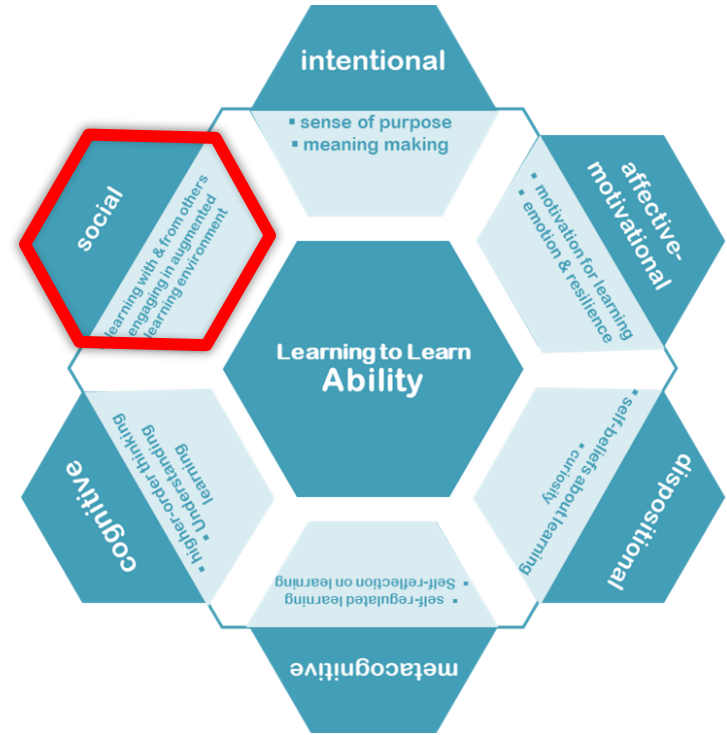 intentional
▪ sense of purpose
▪ meaning making
affective-
motivational
▪ motivation for learning
▪ emotion & resilience
dispositional
▪ self-beliefs about learning
▪ curiosity
metacognitive
▪ self-regulated learning
▪ Self-reflection on learning
cognitive
▪ higher-order thinking
▪ Understanding
learning
social
learning with & from others
engaging in augmented
learning environment
Learning to Learn
Ability